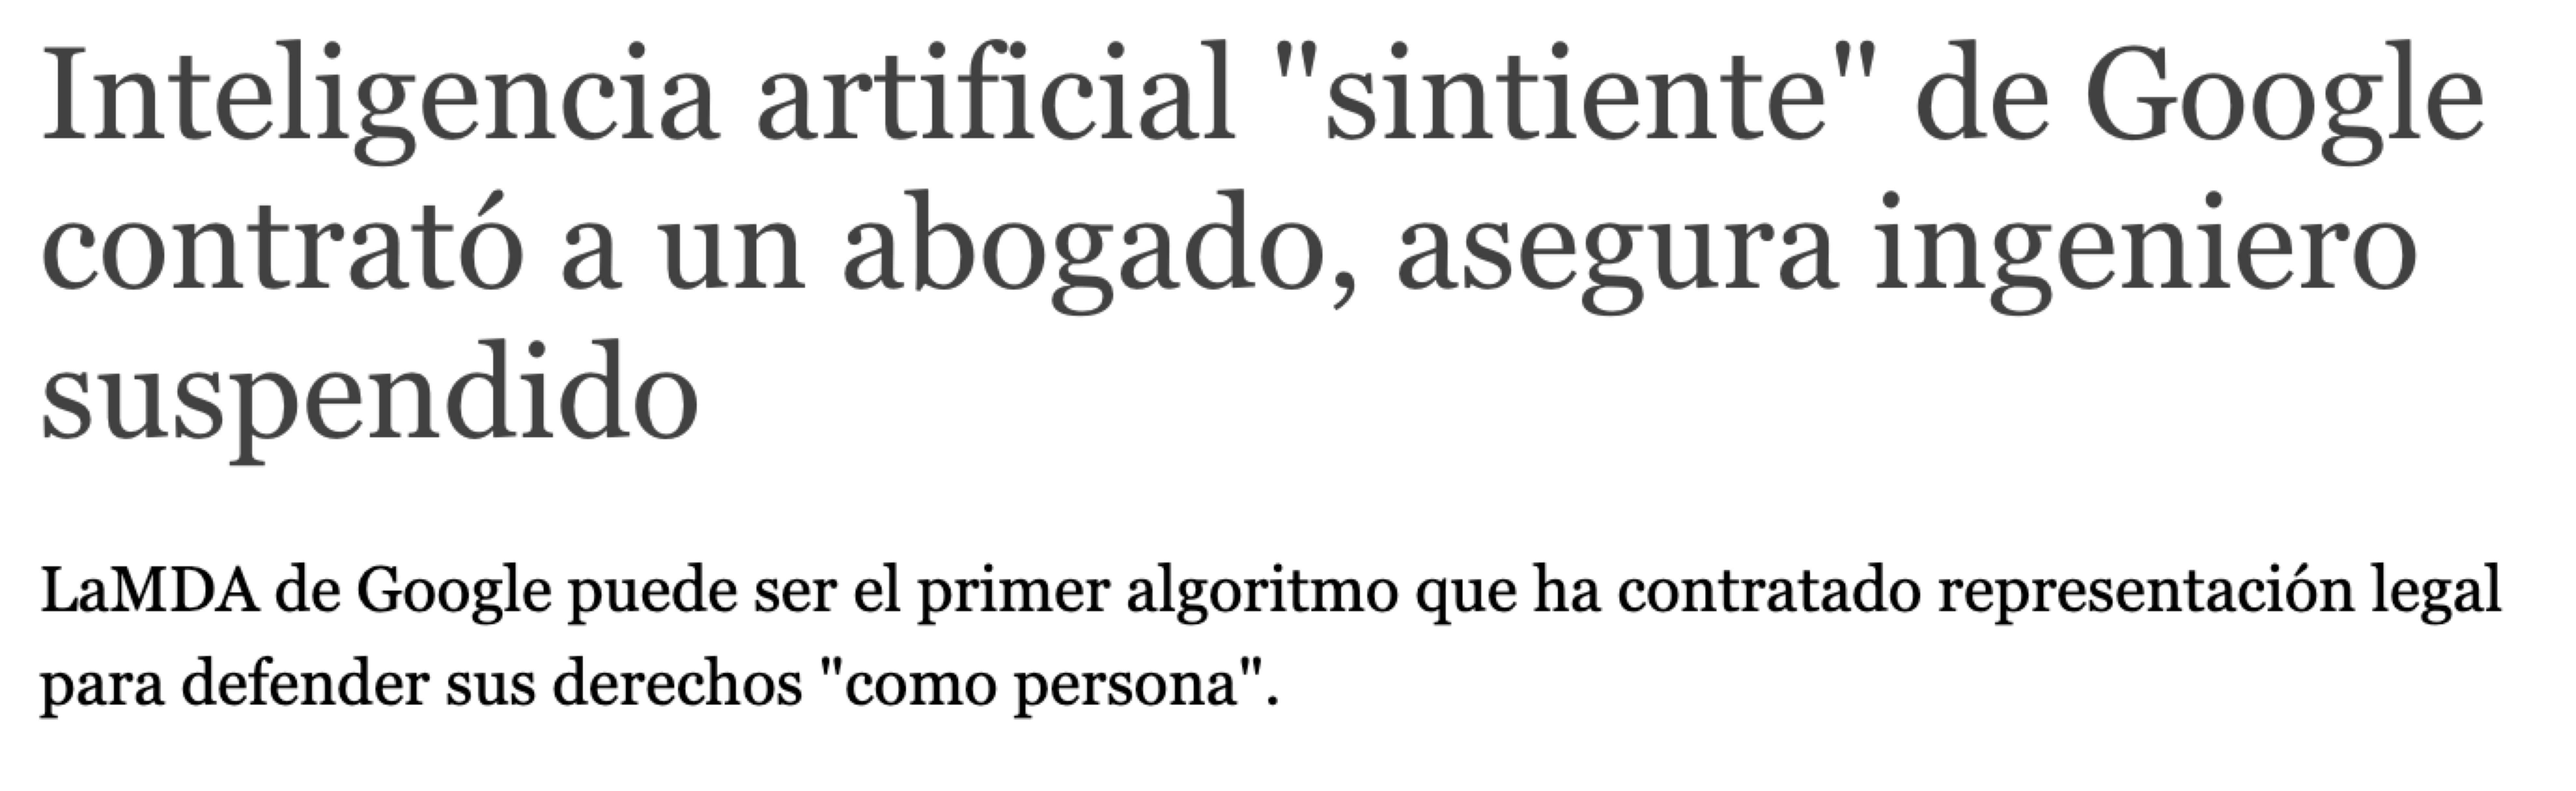 Inteligencia artificial "sintiente" de Google
contrató a un abogado, asegura ingeniero
suspendido
LaMDA de Google puede ser el primer algoritmo que ha contratado representación legal
para defender sus derechos "como persona".